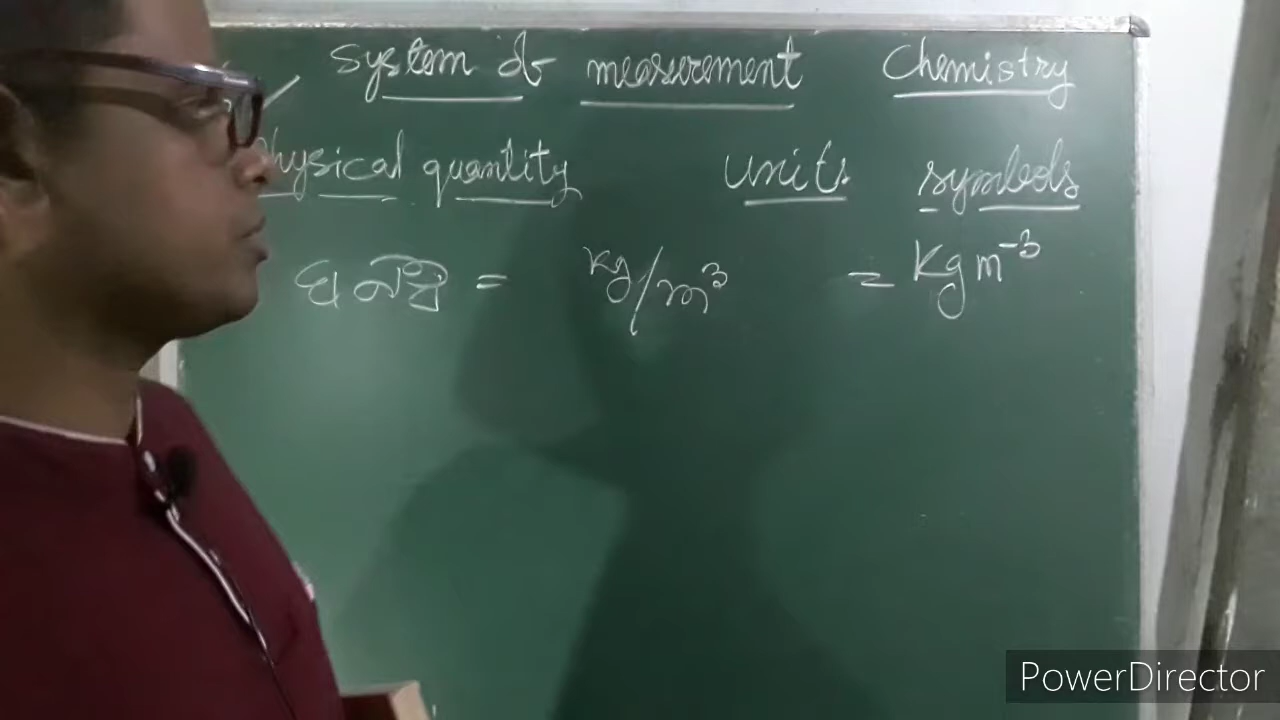 System of measurement Chemistry
Physical quantity units symbols
ଘନତ୍ୱ = kg/m³ = Kg m⁻³
PowerDirector